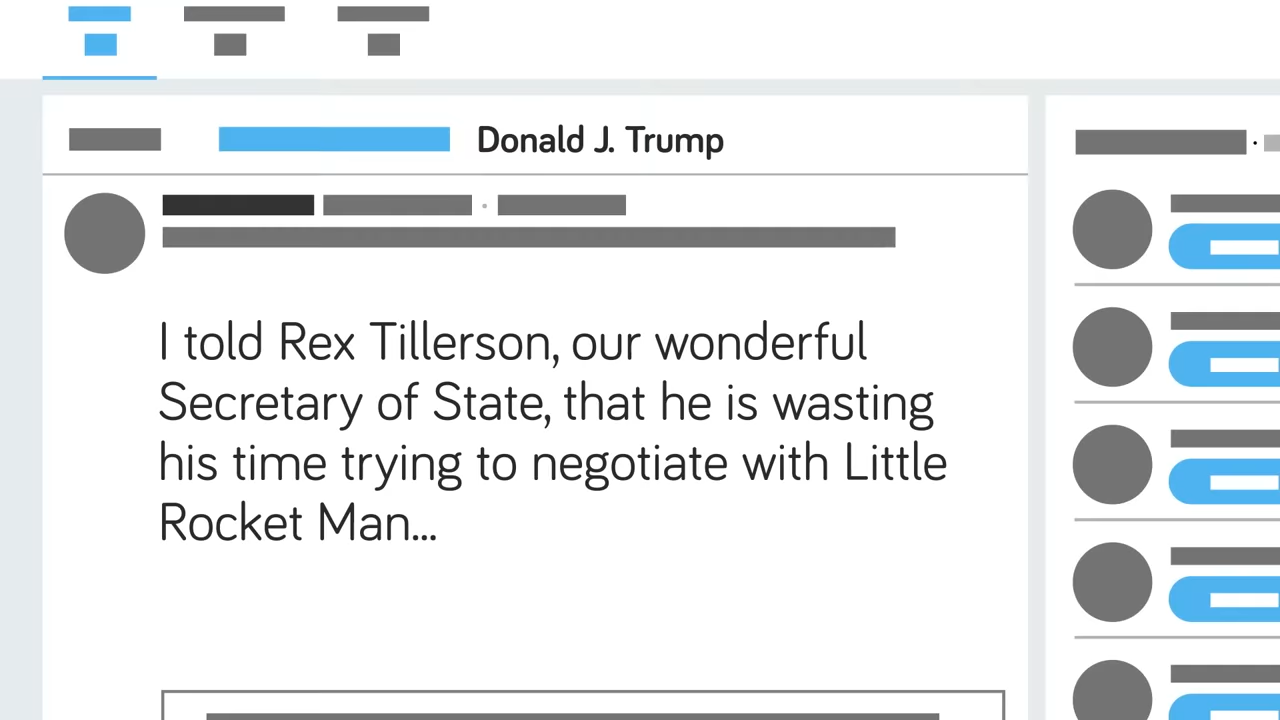 Donald J. Trump
I told Rex Tillerson, our wonderful
Secretary of State, that he is wasting
his time trying to negotiate with Little
Rocket Man...